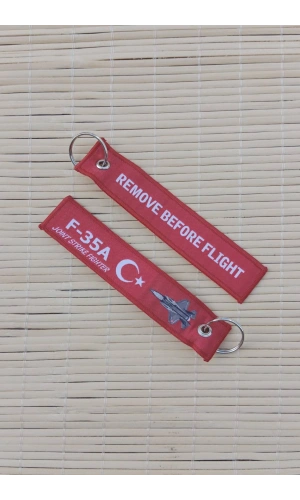 REMOVE BEFORE FLIGHT
F-35A
JOINT STRIKE FIGHTER